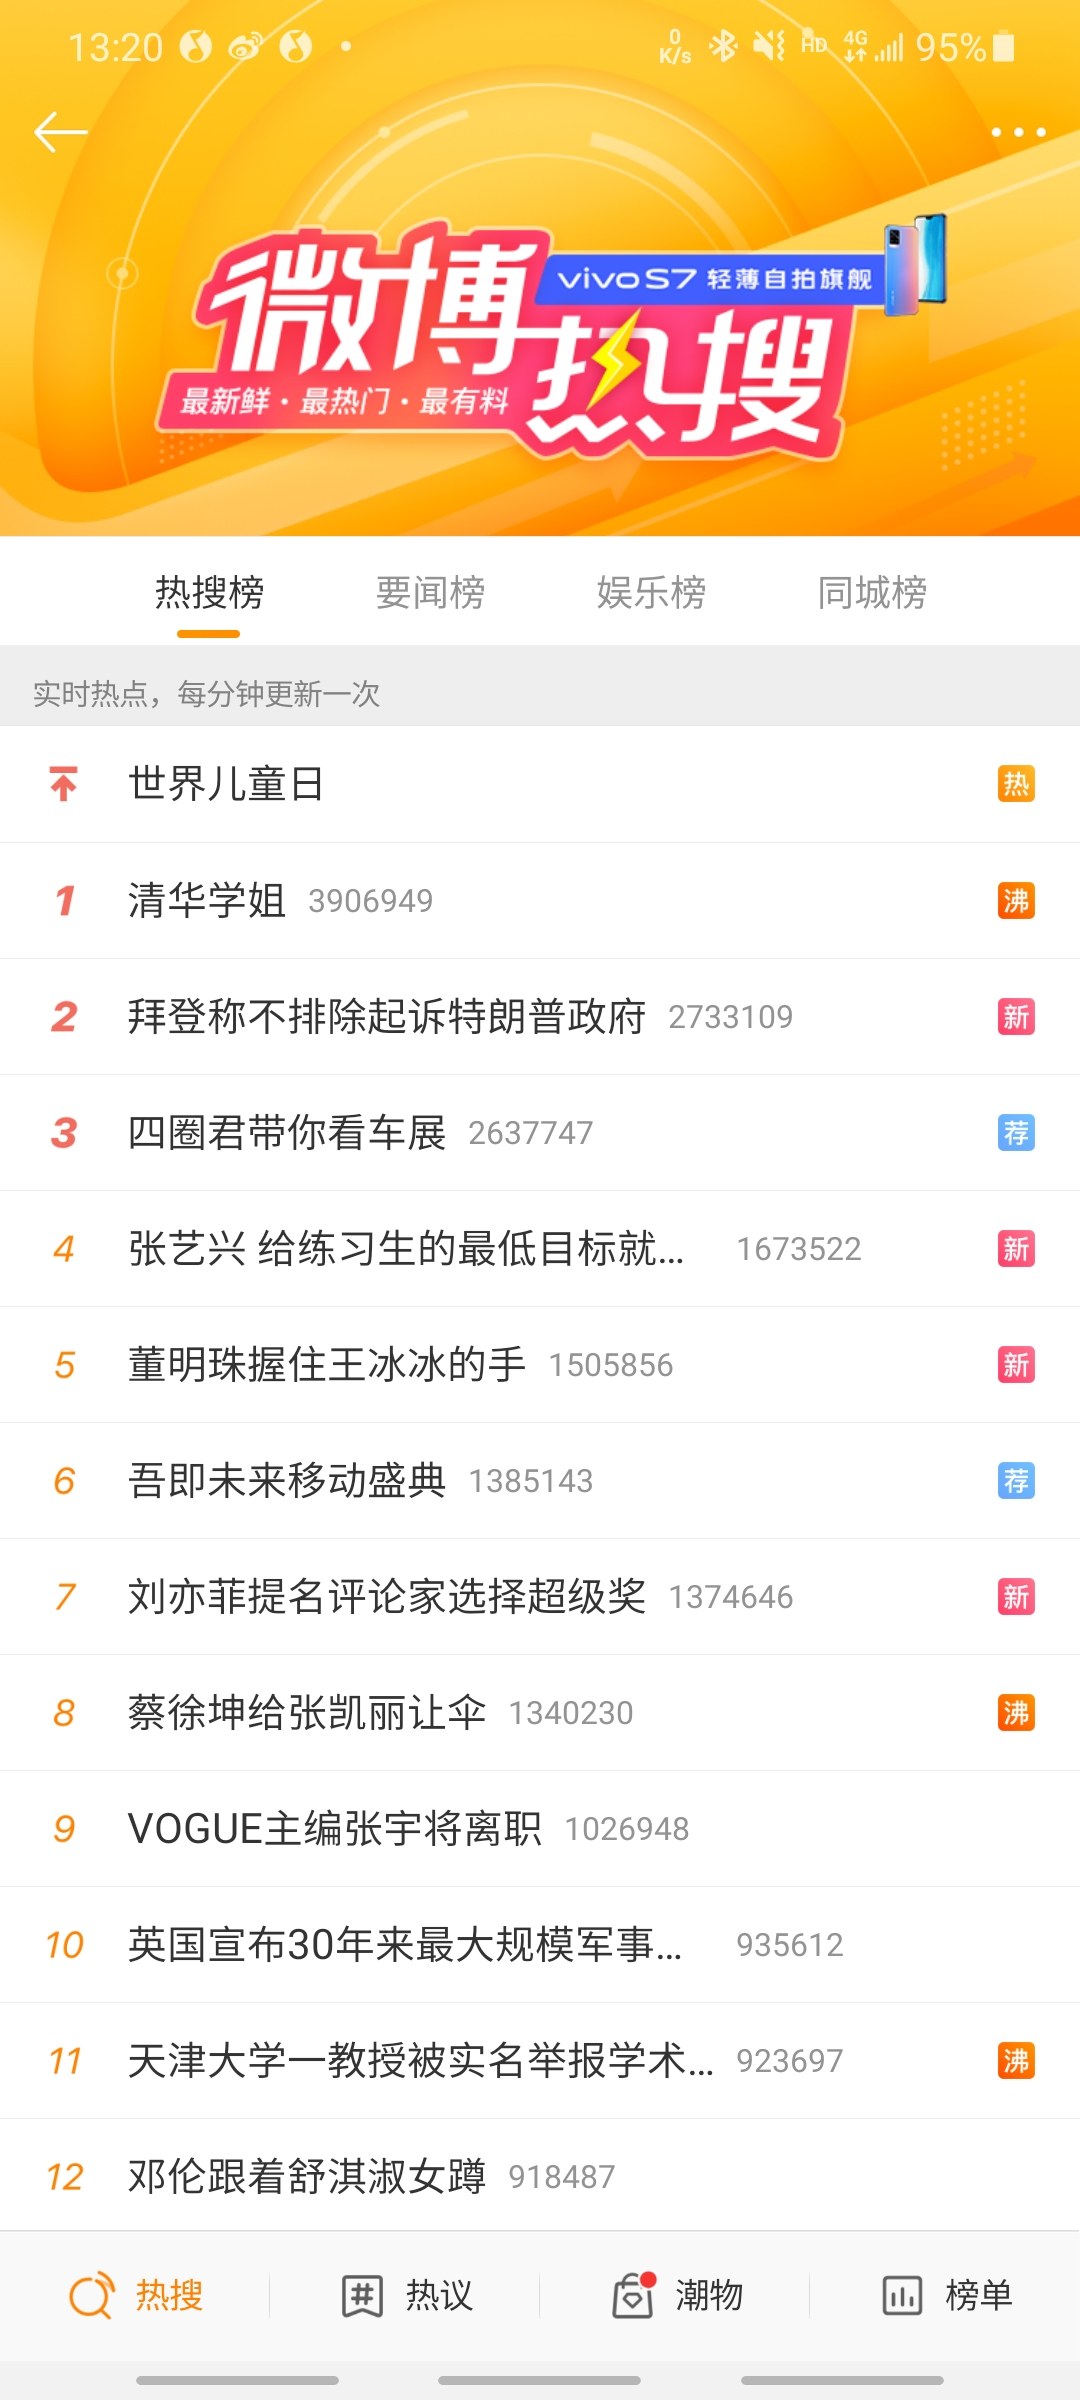 13:20
0
K/s
HD
4G
95%
微博
vivo S7 轻薄自拍旗舰
热搜
最新鲜·最热门·最有料
热搜榜 要闻榜 娱乐榜 同城榜
实时热点，每分钟更新一次
世界儿童日 热
1 清华学姐 3906949 沸
2 拜登称不排除起诉特朗普政府 2733109 新
3 四圈君带你看车展 2637747 荐
4 张艺兴 给练习生的最低目标就... 1673522 新
5 董明珠握住王冰冰的手 1505856 新
6 吾即未来移动盛典 1385143 荐
7 刘亦菲提名评论家选择超级奖 1374646 新
8 蔡徐坤给张凯丽让伞 1340230 沸
9 VOGUE主编张宇将离职 1026948
10 英国宣布30年来最大规模军事... 935612
11 天津大学一教授被实名举报学术... 923697 沸
12 邓伦跟着舒淇淑女蹲 918487
热搜 热议 潮物 榜单